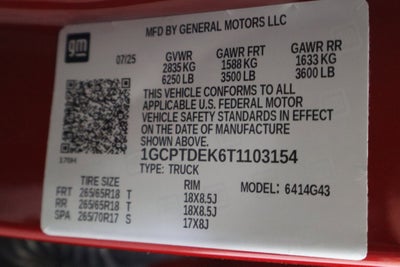 MFD BY GENERAL MOTORS LLC
gm
07/25 GVWR GAWR FRT GAWR RR
2835 KG 1588 KG 1633 KG
6250 LB 3500 LB 3600 LB
THIS VEHICLE CONFORMS TO ALL
APPLICABLE U.S. FEDERAL MOTOR
VEHICLE SAFETY STANDARDS IN EFFECT
ON THE DATE OF MANUFACTURE
SHOWN ABOVE.
1GCPTDEK6T1103154
TYPE: TRUCK
TIRE SIZE RIM MODEL: 6414G43
FRT 265/65R18 T 18X8.5J
RR 265/65R18 T 18X8.5J
SPA 265/70R17 S 17X8J